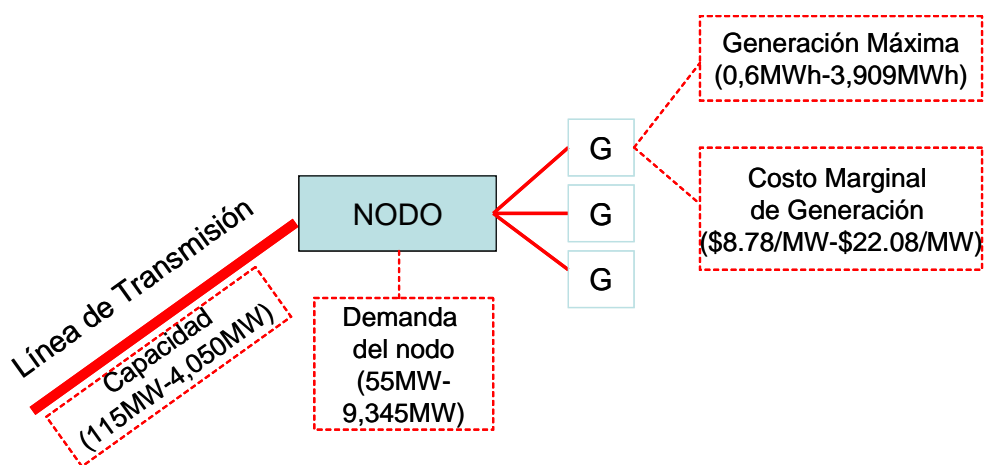 Generación Máxima
(0,6MWh-3,909MWh)
G
Costo Marginal
de Generación
($8.78/MW-$22.08/MW)
NODO
G
G
Línea de Transmisión
Capacidad
(115MW-4,050MW)
Demanda
del nodo
(55MW-
9,345MW)